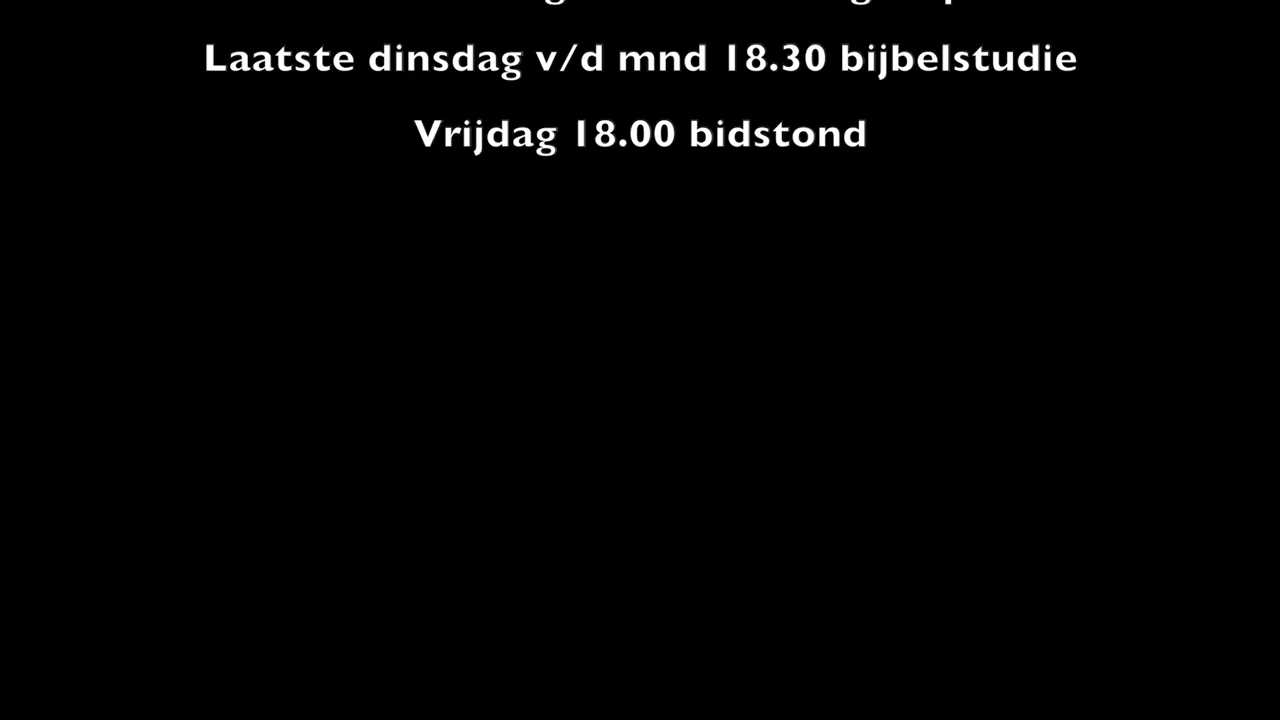 Laatste dinsdag v/d mnd 18.30 bijbelstudie
Vrijdag 18.00 bidstond